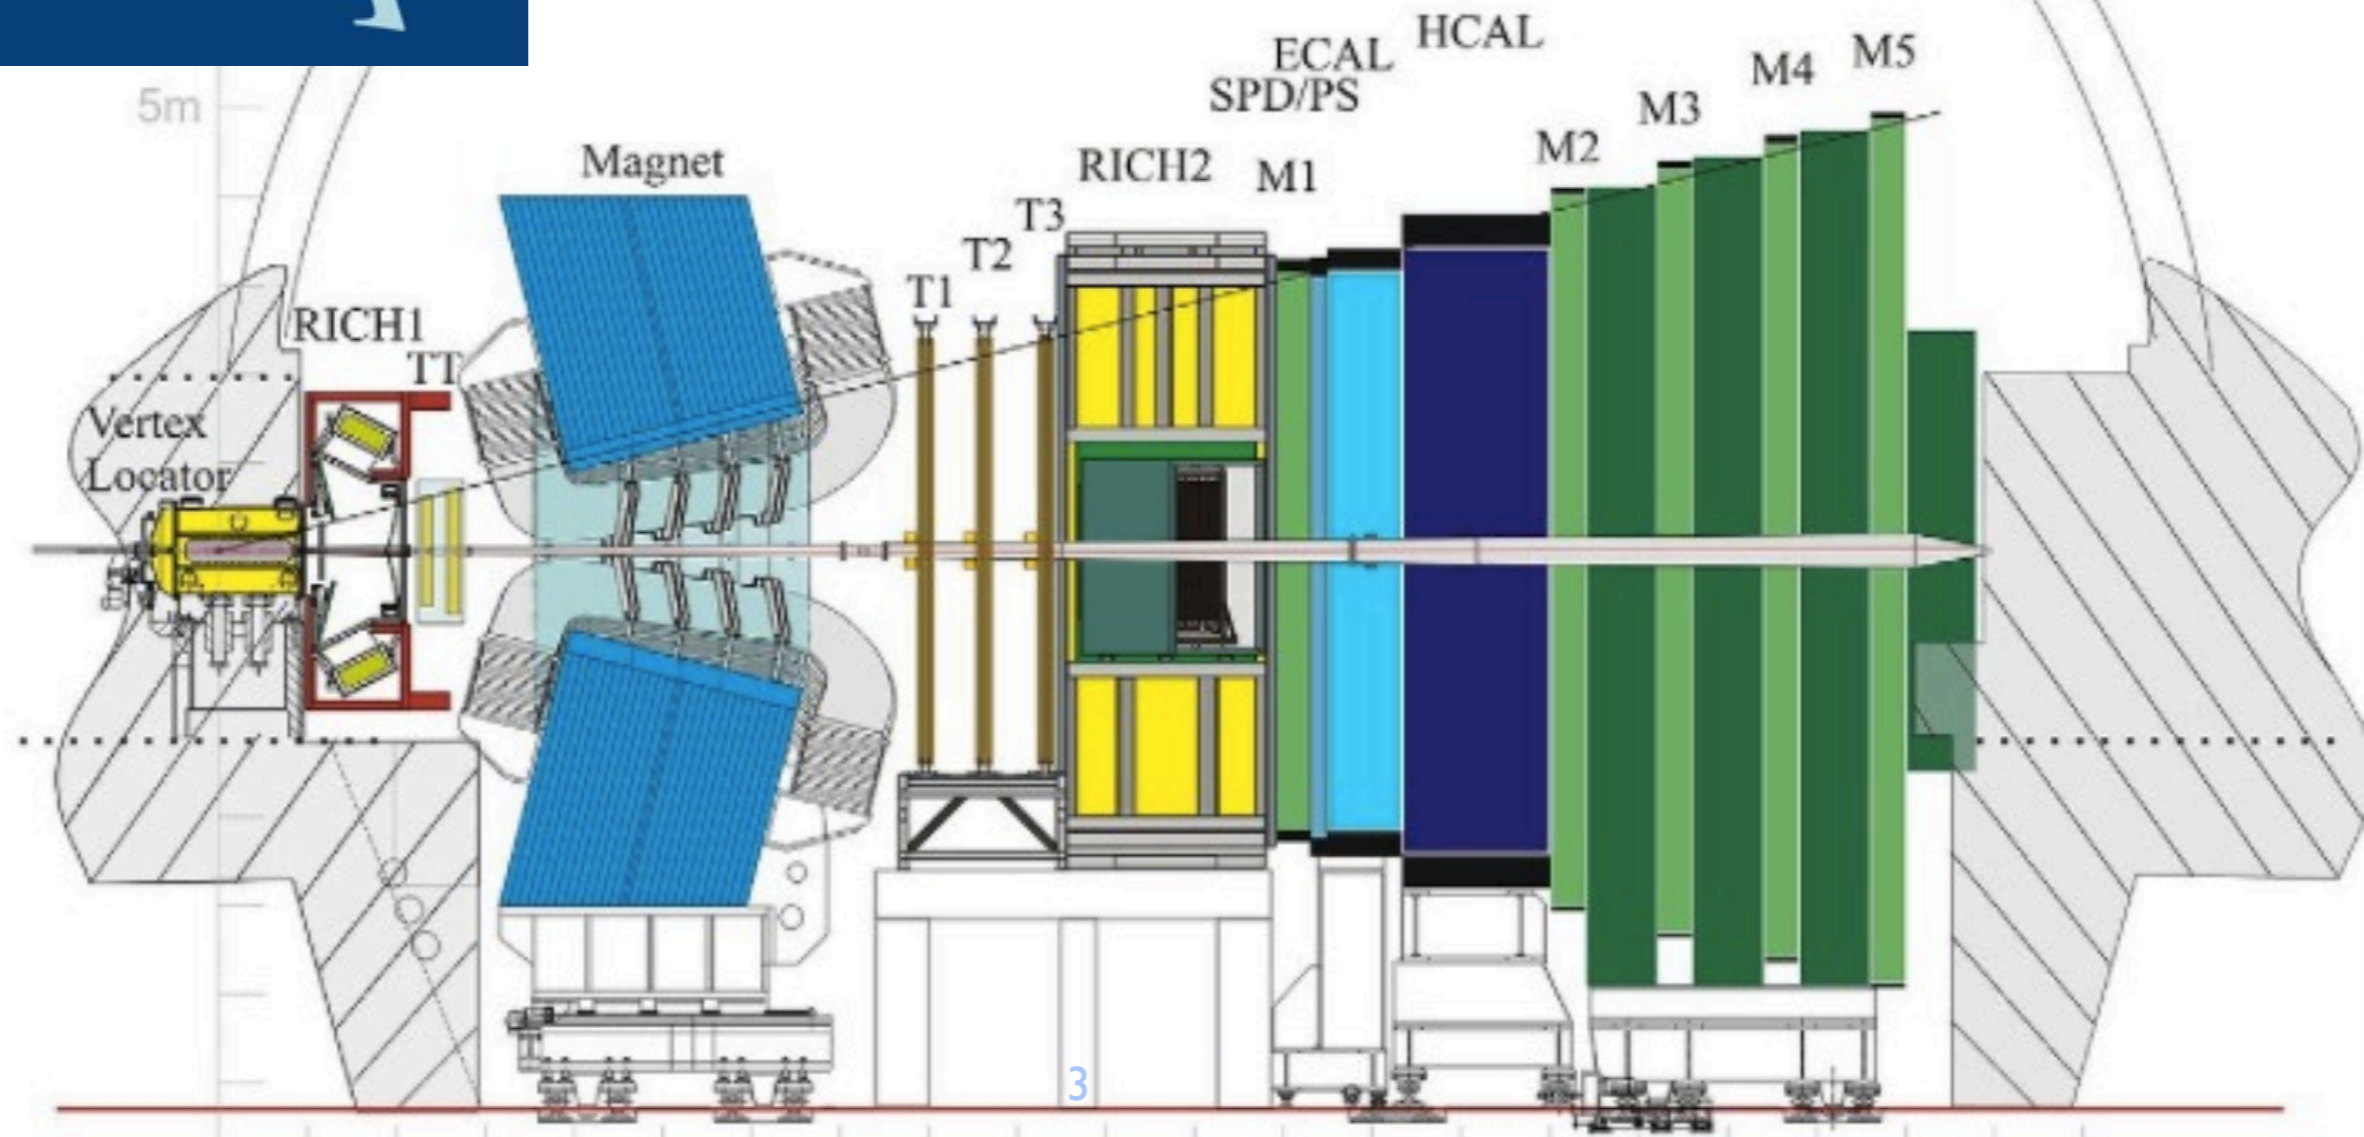 5m
HCAL
ECAL
SPD/PS
M5
M4
M3
M2
Magnet
RICH2
M1
T3
T2
T1
RICH1
TT
Vertex
Locator
3